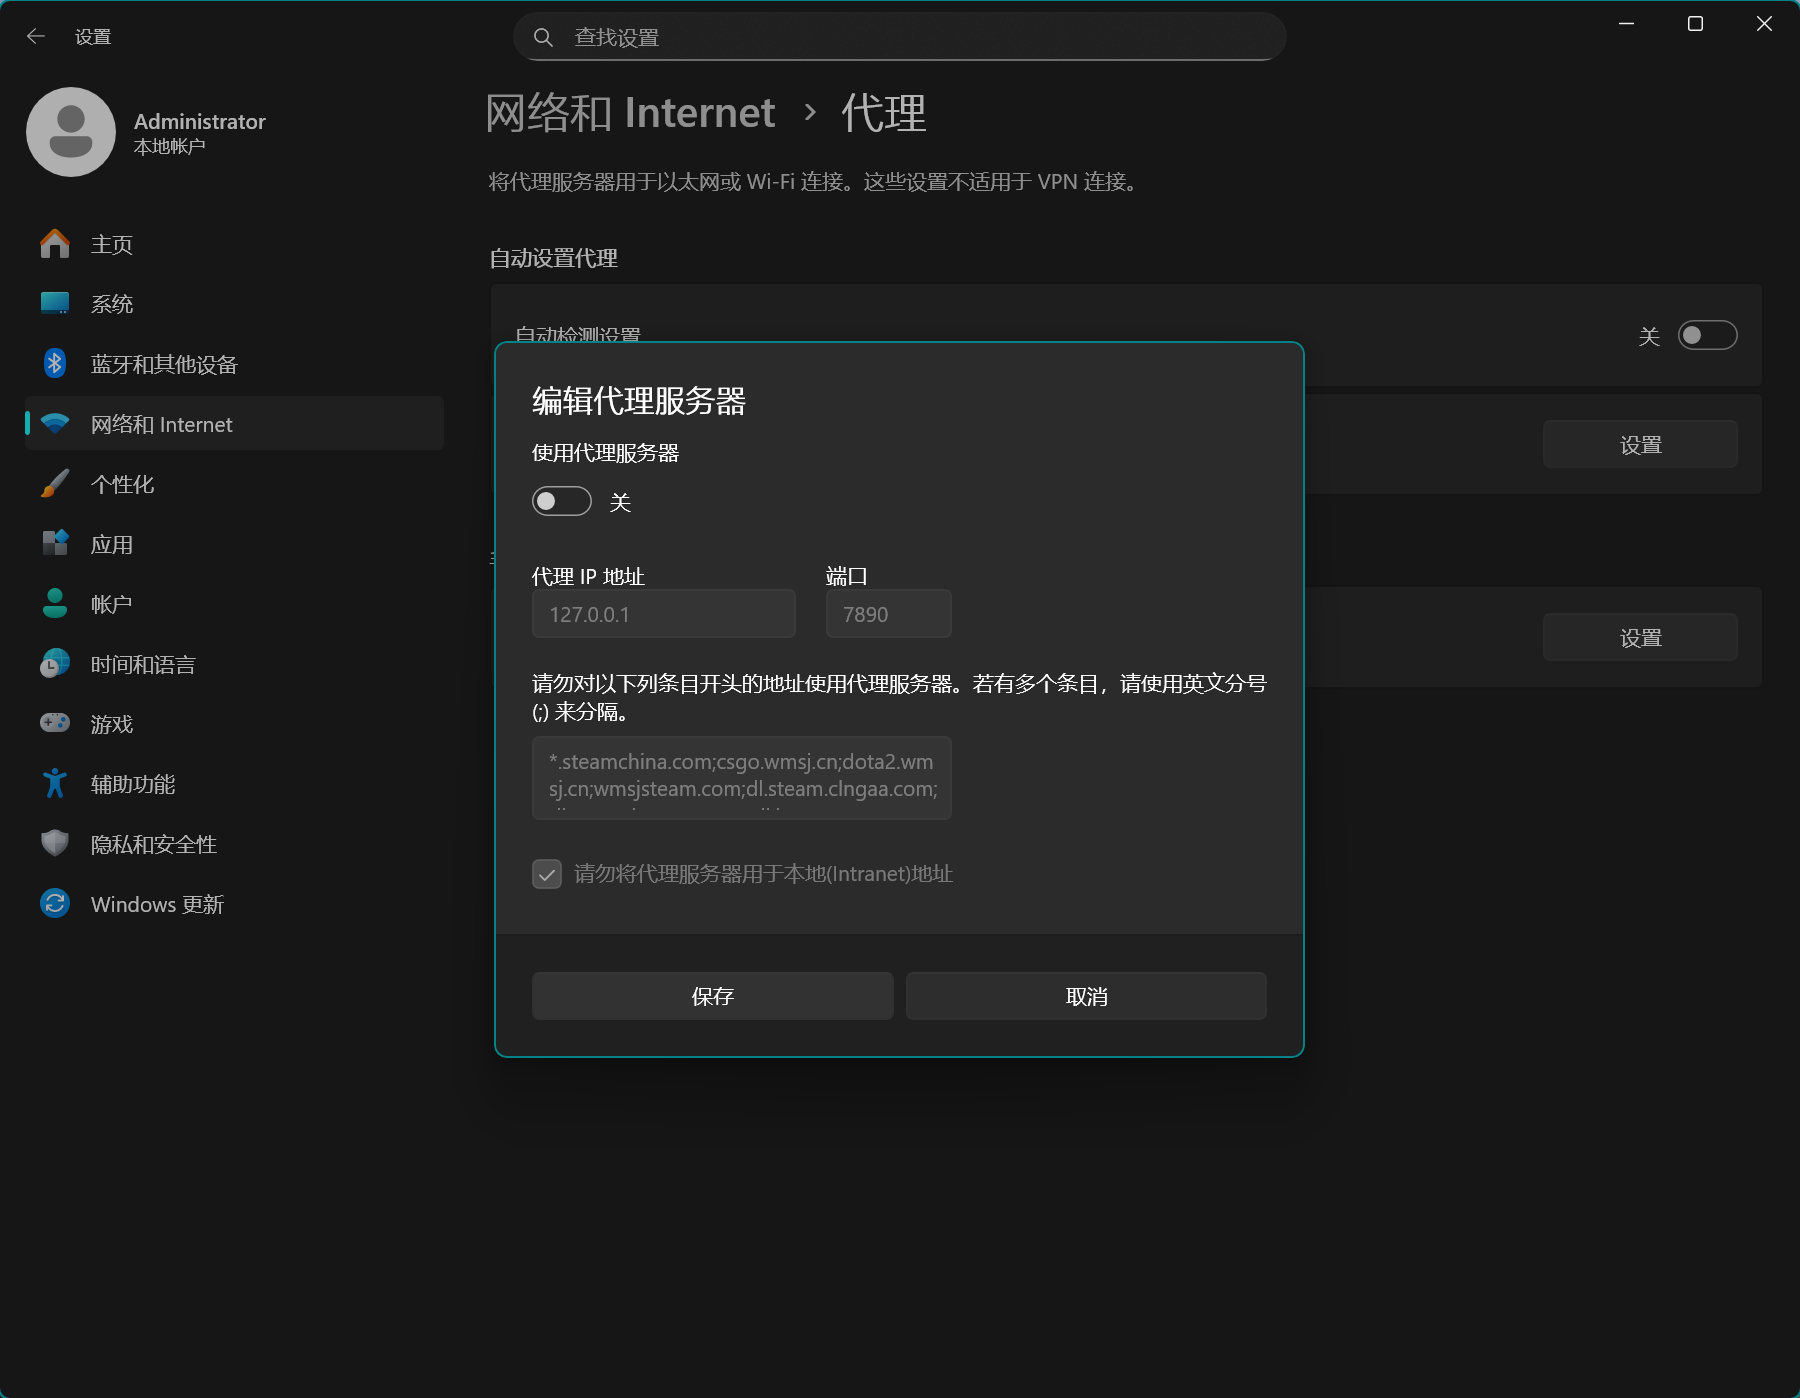 设置
查找设置
Administrator
本地帐户
主页
系统
蓝牙和其他设备
网络和 Internet
个性化
应用
帐户
时间和语言
游戏
辅助功能
隐私和安全性
Windows 更新
网络和 Internet › 代理
将代理服务器用于以太网或 Wi-Fi 连接。这些设置不适用于 VPN 连接。
自动设置代理
自动检测设置
关
设置
设置
编辑代理服务器
使用代理服务器
关
代理 IP 地址 端口
127.0.0.1 7890
请勿对以下列条目开头的地址使用代理服务器。若有多个条目，请使用英文分号
(;) 来分隔。
*.steamchina.com;csgo.wmsj.cn;dota2.wm
sj.cn;wmsjsteam.com;dl.steam.clngaa.com;
请勿将代理服务器用于本地(Intranet)地址
保存 取消